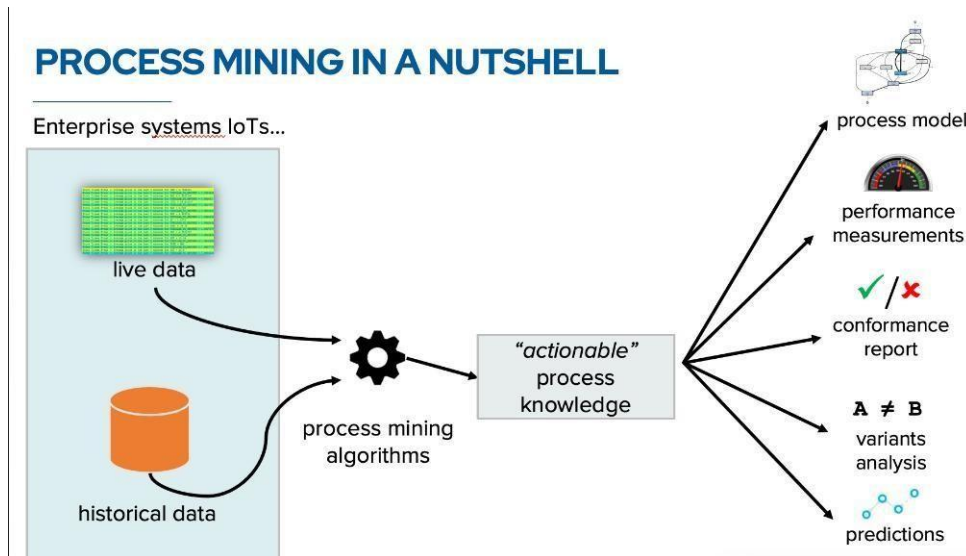 PROCESS MINING IN A NUTSHELL
Enterprise systems IoTs...
live data
historical data
process mining
algorithms
“actionable”
process
knowledge
process model
performance
measurements
✓/✘
conformance
report
A ≠ B
variants
analysis
predictions